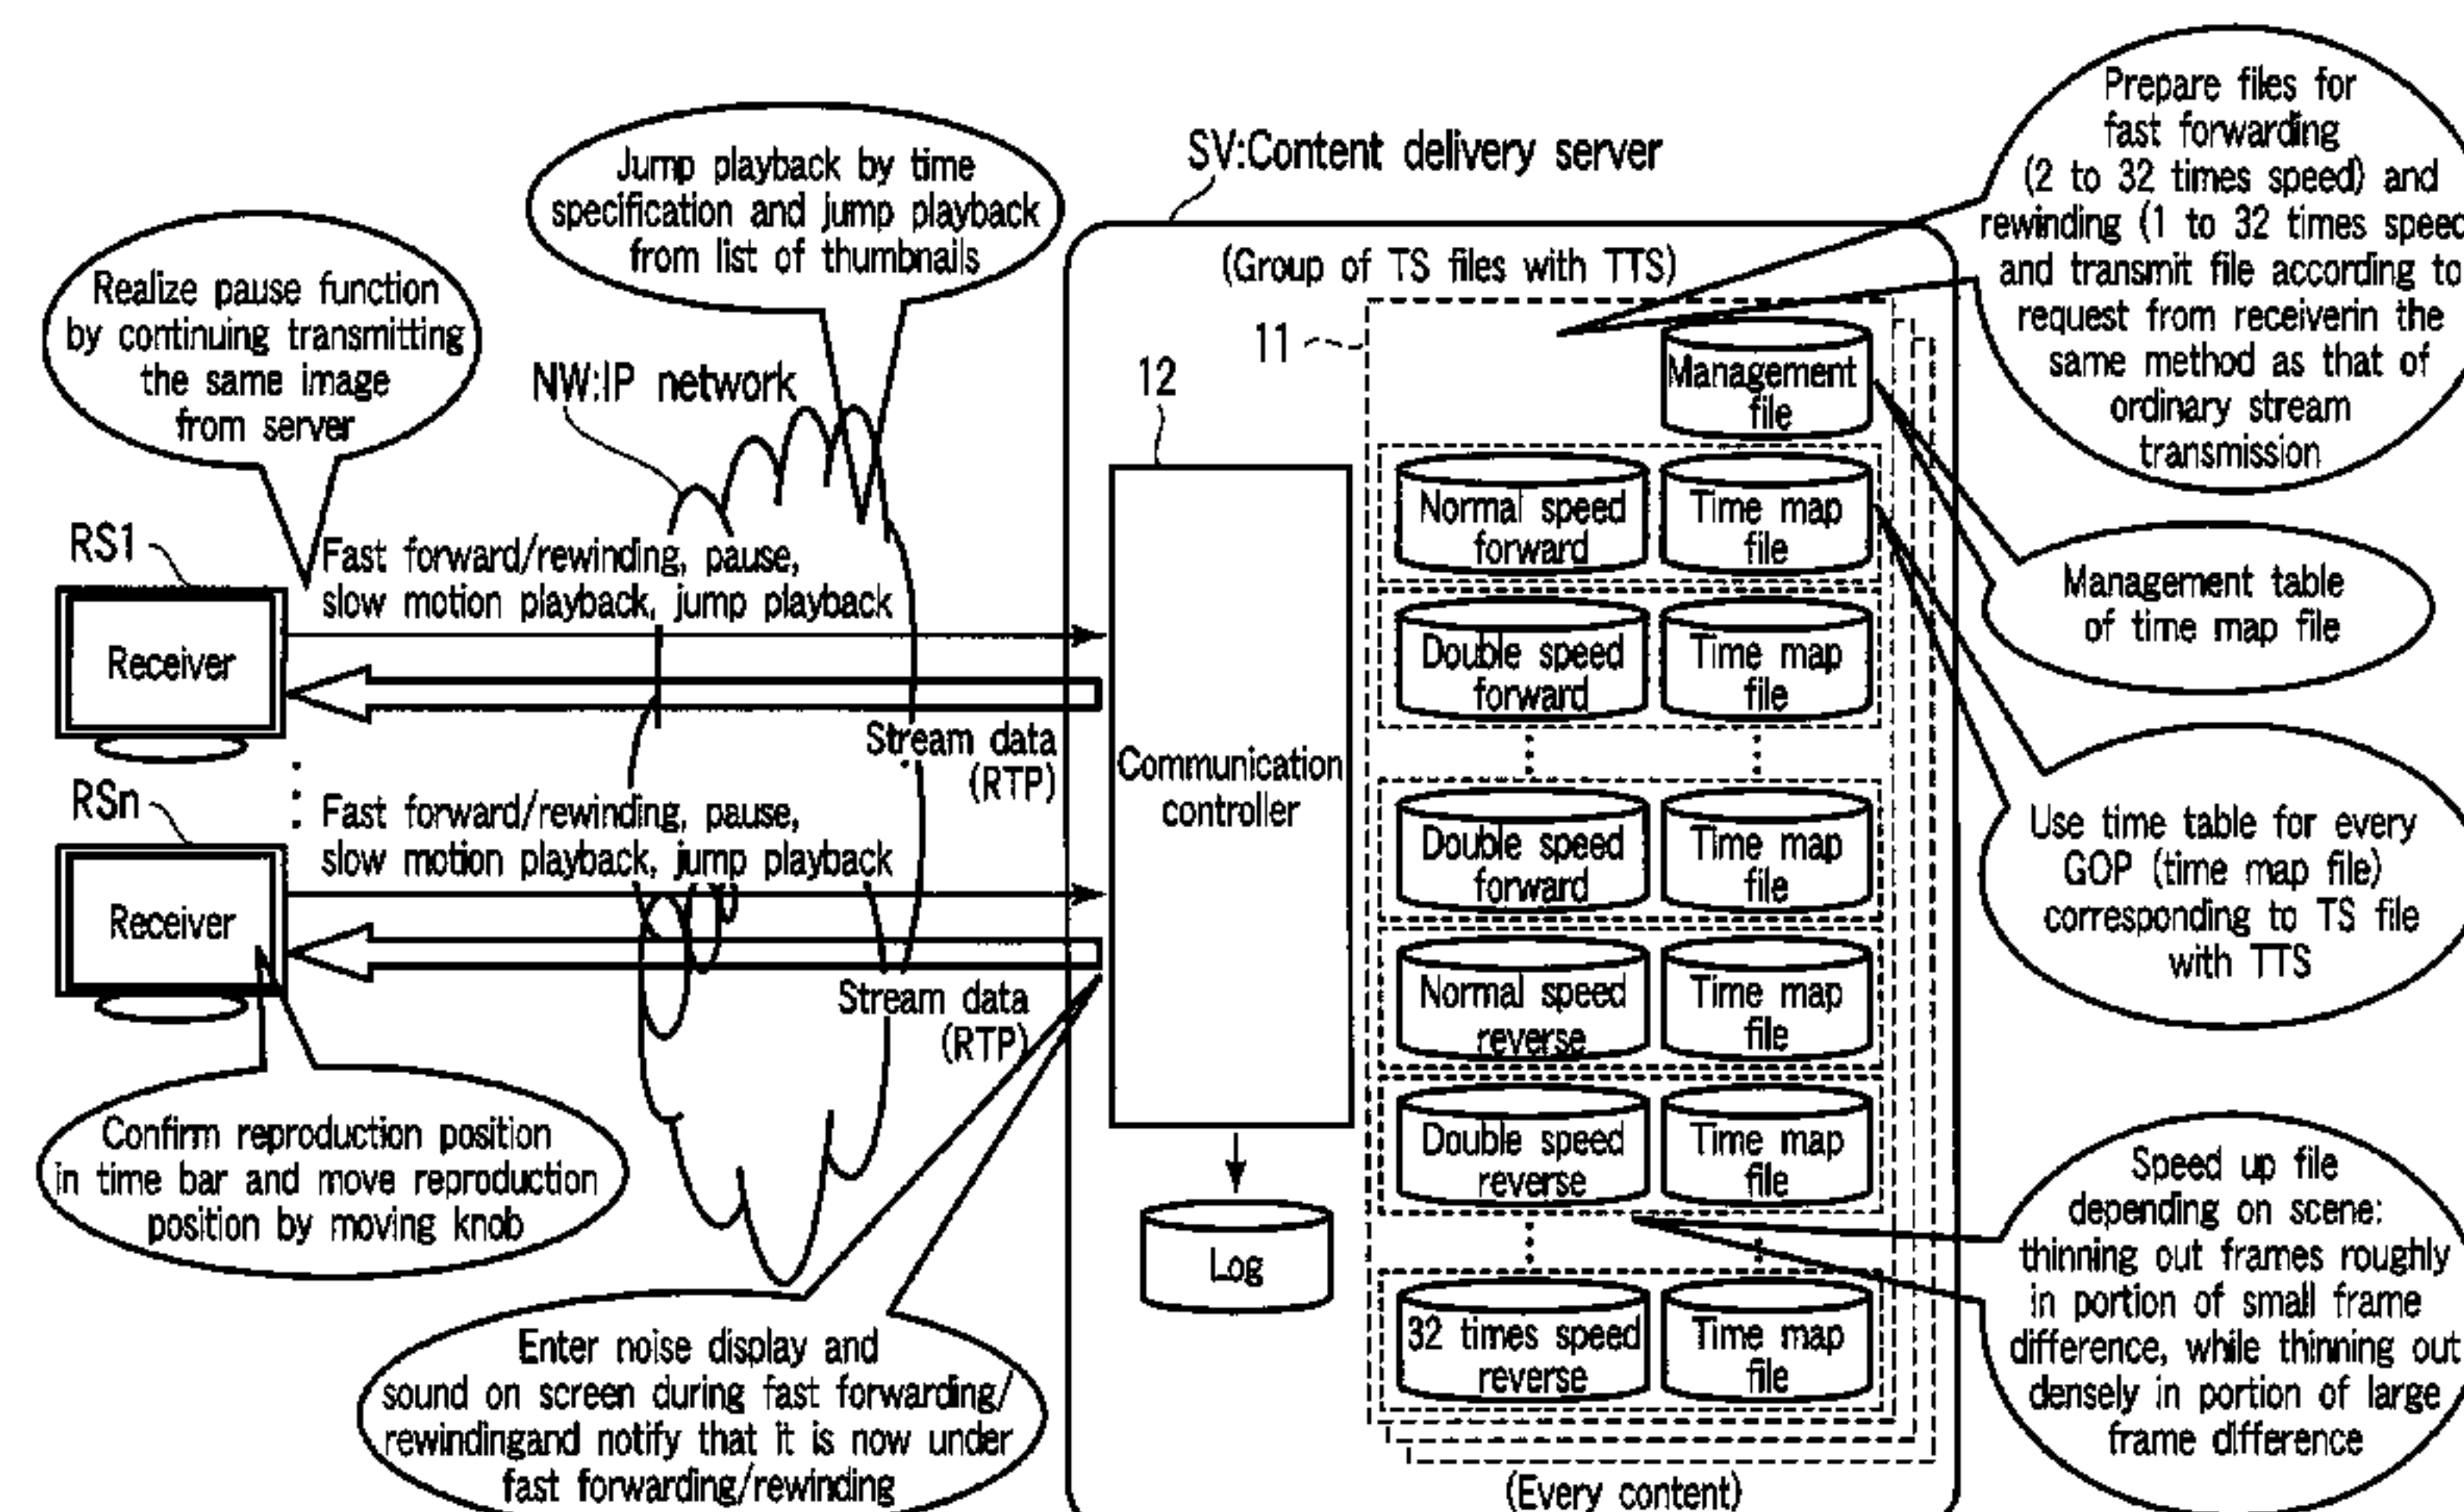 Prepare files for
fast forwarding
(2 to 32 times speed) and
rewinding (1 to 32 times speed
and transmit file according to
request from receiverin the
same method as that of
ordinary stream
transmission
SV:Content delivery server
Jump playback by time
specification and jump playback
from list of thumbnails
(Group of TS files with TTS)
Realize pause function
by continuing transmitting
the same image
from server
NW:IP network
11
12
Management
file
Normal speed
forward
Time map
file
Management table
of time map file
RS1
Fast forward/rewinding, pause,
slow motion playback, jump playback
Receiver
Double speed
forward
Time map
file
Stream data
(RTP)
Communication
controller
RSn
Fast forward/rewinding, pause,
slow motion playback, jump playback
Receiver
Double speed
forward
Time map
file
Use time table for every
GOP (time map file)
corresponding to TS file
with TTS
Stream data
(RTP)
Normal speed
reverse
Time map
file
Confirm reproduction position
in time bar and move reproduction
position by moving knob
Double speed
reverse
Time map
file
Log
Speed up file
depending on scene:
thinning out frames roughly
in portion of small frame
difference, while thinning out
densely in portion of large
frame difference
32 times speed
reverse
Time map
file
Enter noise display and
sound on screen during fast forwarding/
rewindingand notify that it is now under
fast forwarding/rewinding
(Every content)